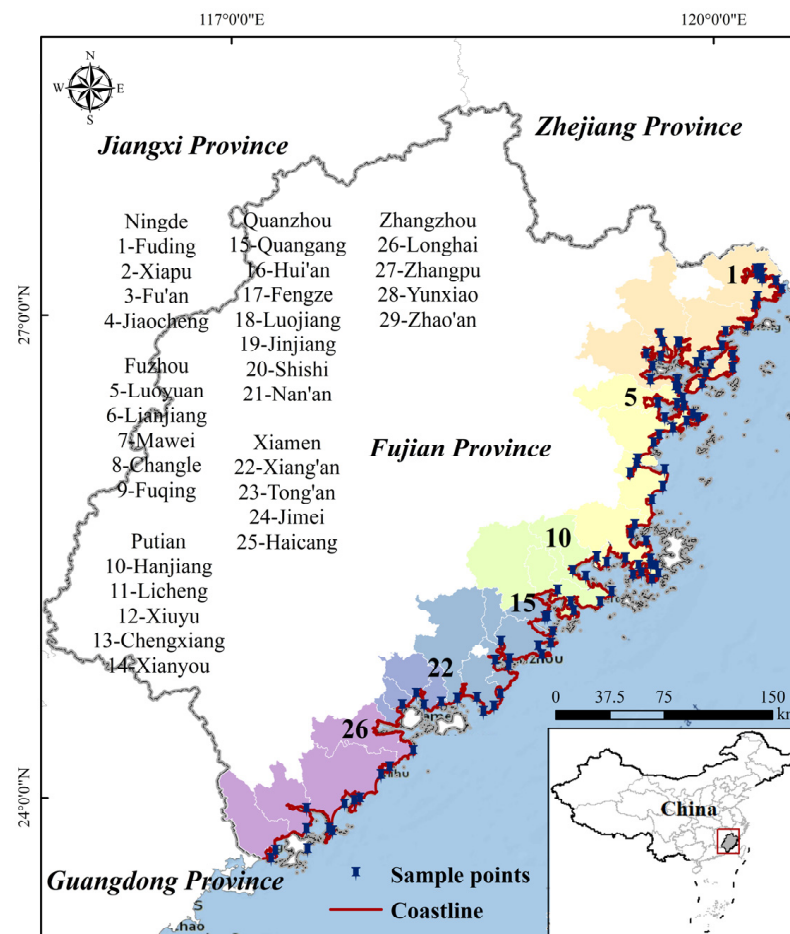 117°0'0"E
120°0'0"E
N
W
E
S
Jiangxi Province
Zhejiang Province
Ningde
1-Fuding
2-Xiapu
3-Fu'an
4-Jiaocheng
Fuzhou
5-Luoyuan
6-Lianjiang
7-Mawei
8-Changle
9-Fuqing
Putian
10-Hanjiang
11-Licheng
12-Xiuyu
13-Chengxiang
14-Xianyou
Quanzhou
15-Quangang
16-Hui'an
17-Fengze
18-Luojiang
19-Jinjiang
20-Shishi
21-Nan'an
Xiamen
22-Xiang'an
23-Tong'an
24-Jimei
25-Haicang
Zhangzhou
26-Longhai
27-Zhangpu
28-Yunxiao
29-Zhao'an
27°0'0"N
24°0'0"N
Fujian Province
1
5
10
15
22
26
0
37.5
75
150
km
China
Guangdong Province
Sample points
Coastline